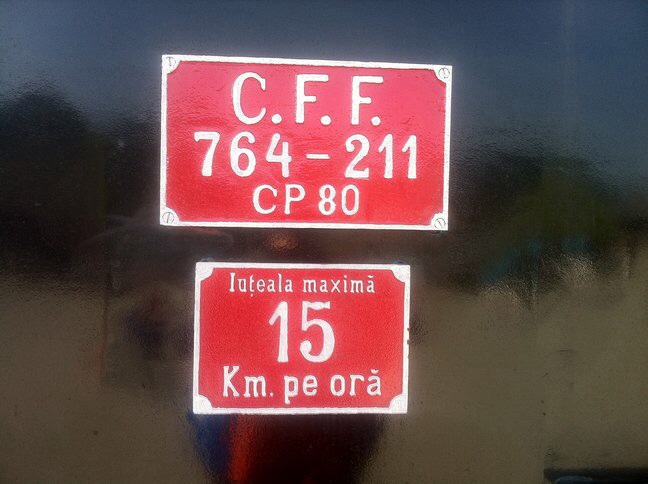 C.F.F.
764-211
CP 80
Iuțeala maximă
15
Km. pe oră